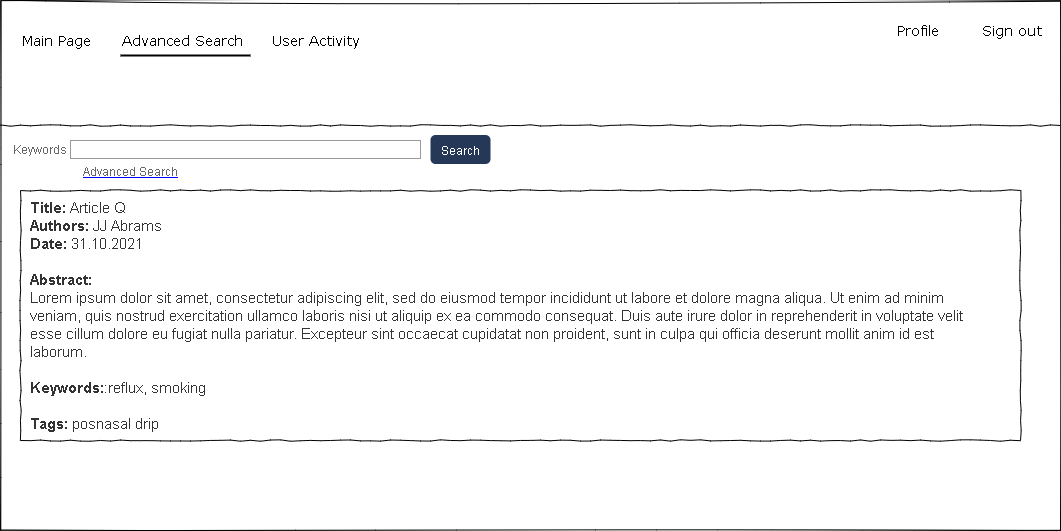 Main Page Advanced Search User Activity Profile Sign out
Keywords Search
Advanced Search
Title: Article Q
Authors: JJ Abrams
Date: 31.10.2021
Abstract:
Lorem ipsum dolor sit amet, consectetur adipiscing elit, sed do eiusmod tempor incididunt ut labore et dolore magna aliqua. Ut enim ad minim
veniam, quis nostrud exercitation ullamco laboris nisi ut aliquip ex ea commodo consequat. Duis aute irure dolor in reprehenderit in voluptate velit
esse cillum dolore eu fugiat nulla pariatur. Excepteur sint occaecat cupidatat non proident, sunt in culpa qui officia deserunt mollit anim id est
laborum.
Keywords::reflux, smoking
Tags: posnasal drip